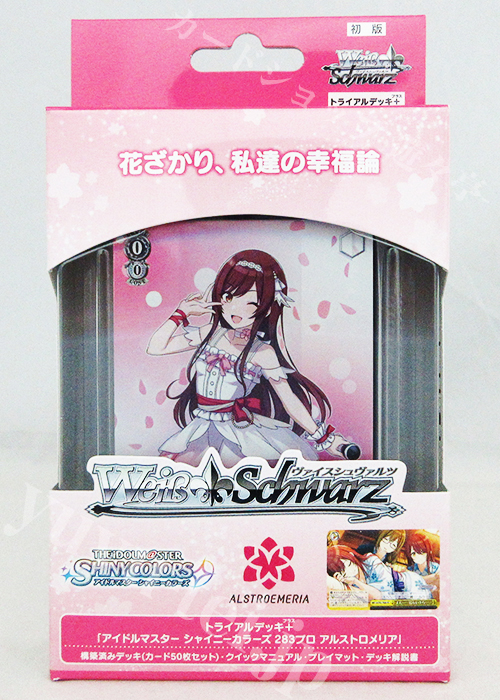 初版
Weiß Schwarz
プラス
トライアルデッキ+
花ざかり、私達の幸福論
0
0
ヴァイスシュヴァルツ
Weiß Schwarz
THE iDOLM@STER
SHINY COLORS
アイドルマスターシャイニーカラーズ
ALSTROEMERIA
プラス
トライアルデッキ+
「アイドルマスター シャイニーカラーズ 283プロ アルストロメリア」
構築済みデッキ(カード50枚セット)・クイックマニュアル・プレイマット・デッキ解説書